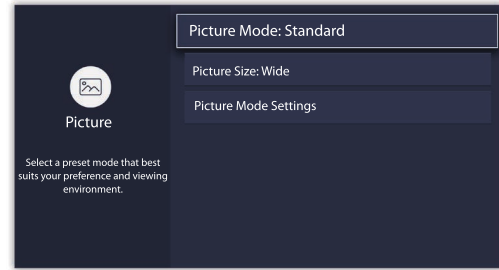 Picture
Select a preset mode that best
suits your preference and viewing
environment.
Picture Mode: Standard
Picture Size: Wide
Picture Mode Settings